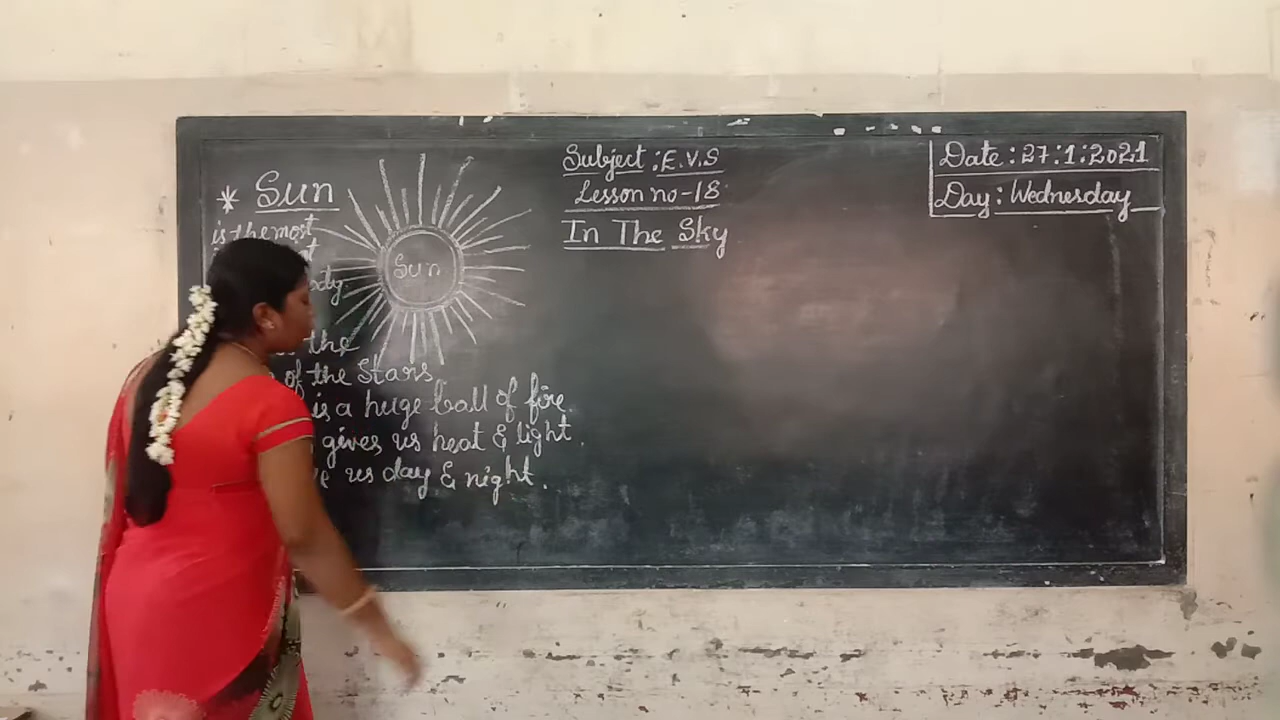 Subject : E.V.S
Lesson no-18
In The Sky
Date : 27:1:2021
Day : Wednesday
* Sun
is the most
Sun
the
of the Stars
is a huge ball of fire.
gives us heat & light.
us day & night.